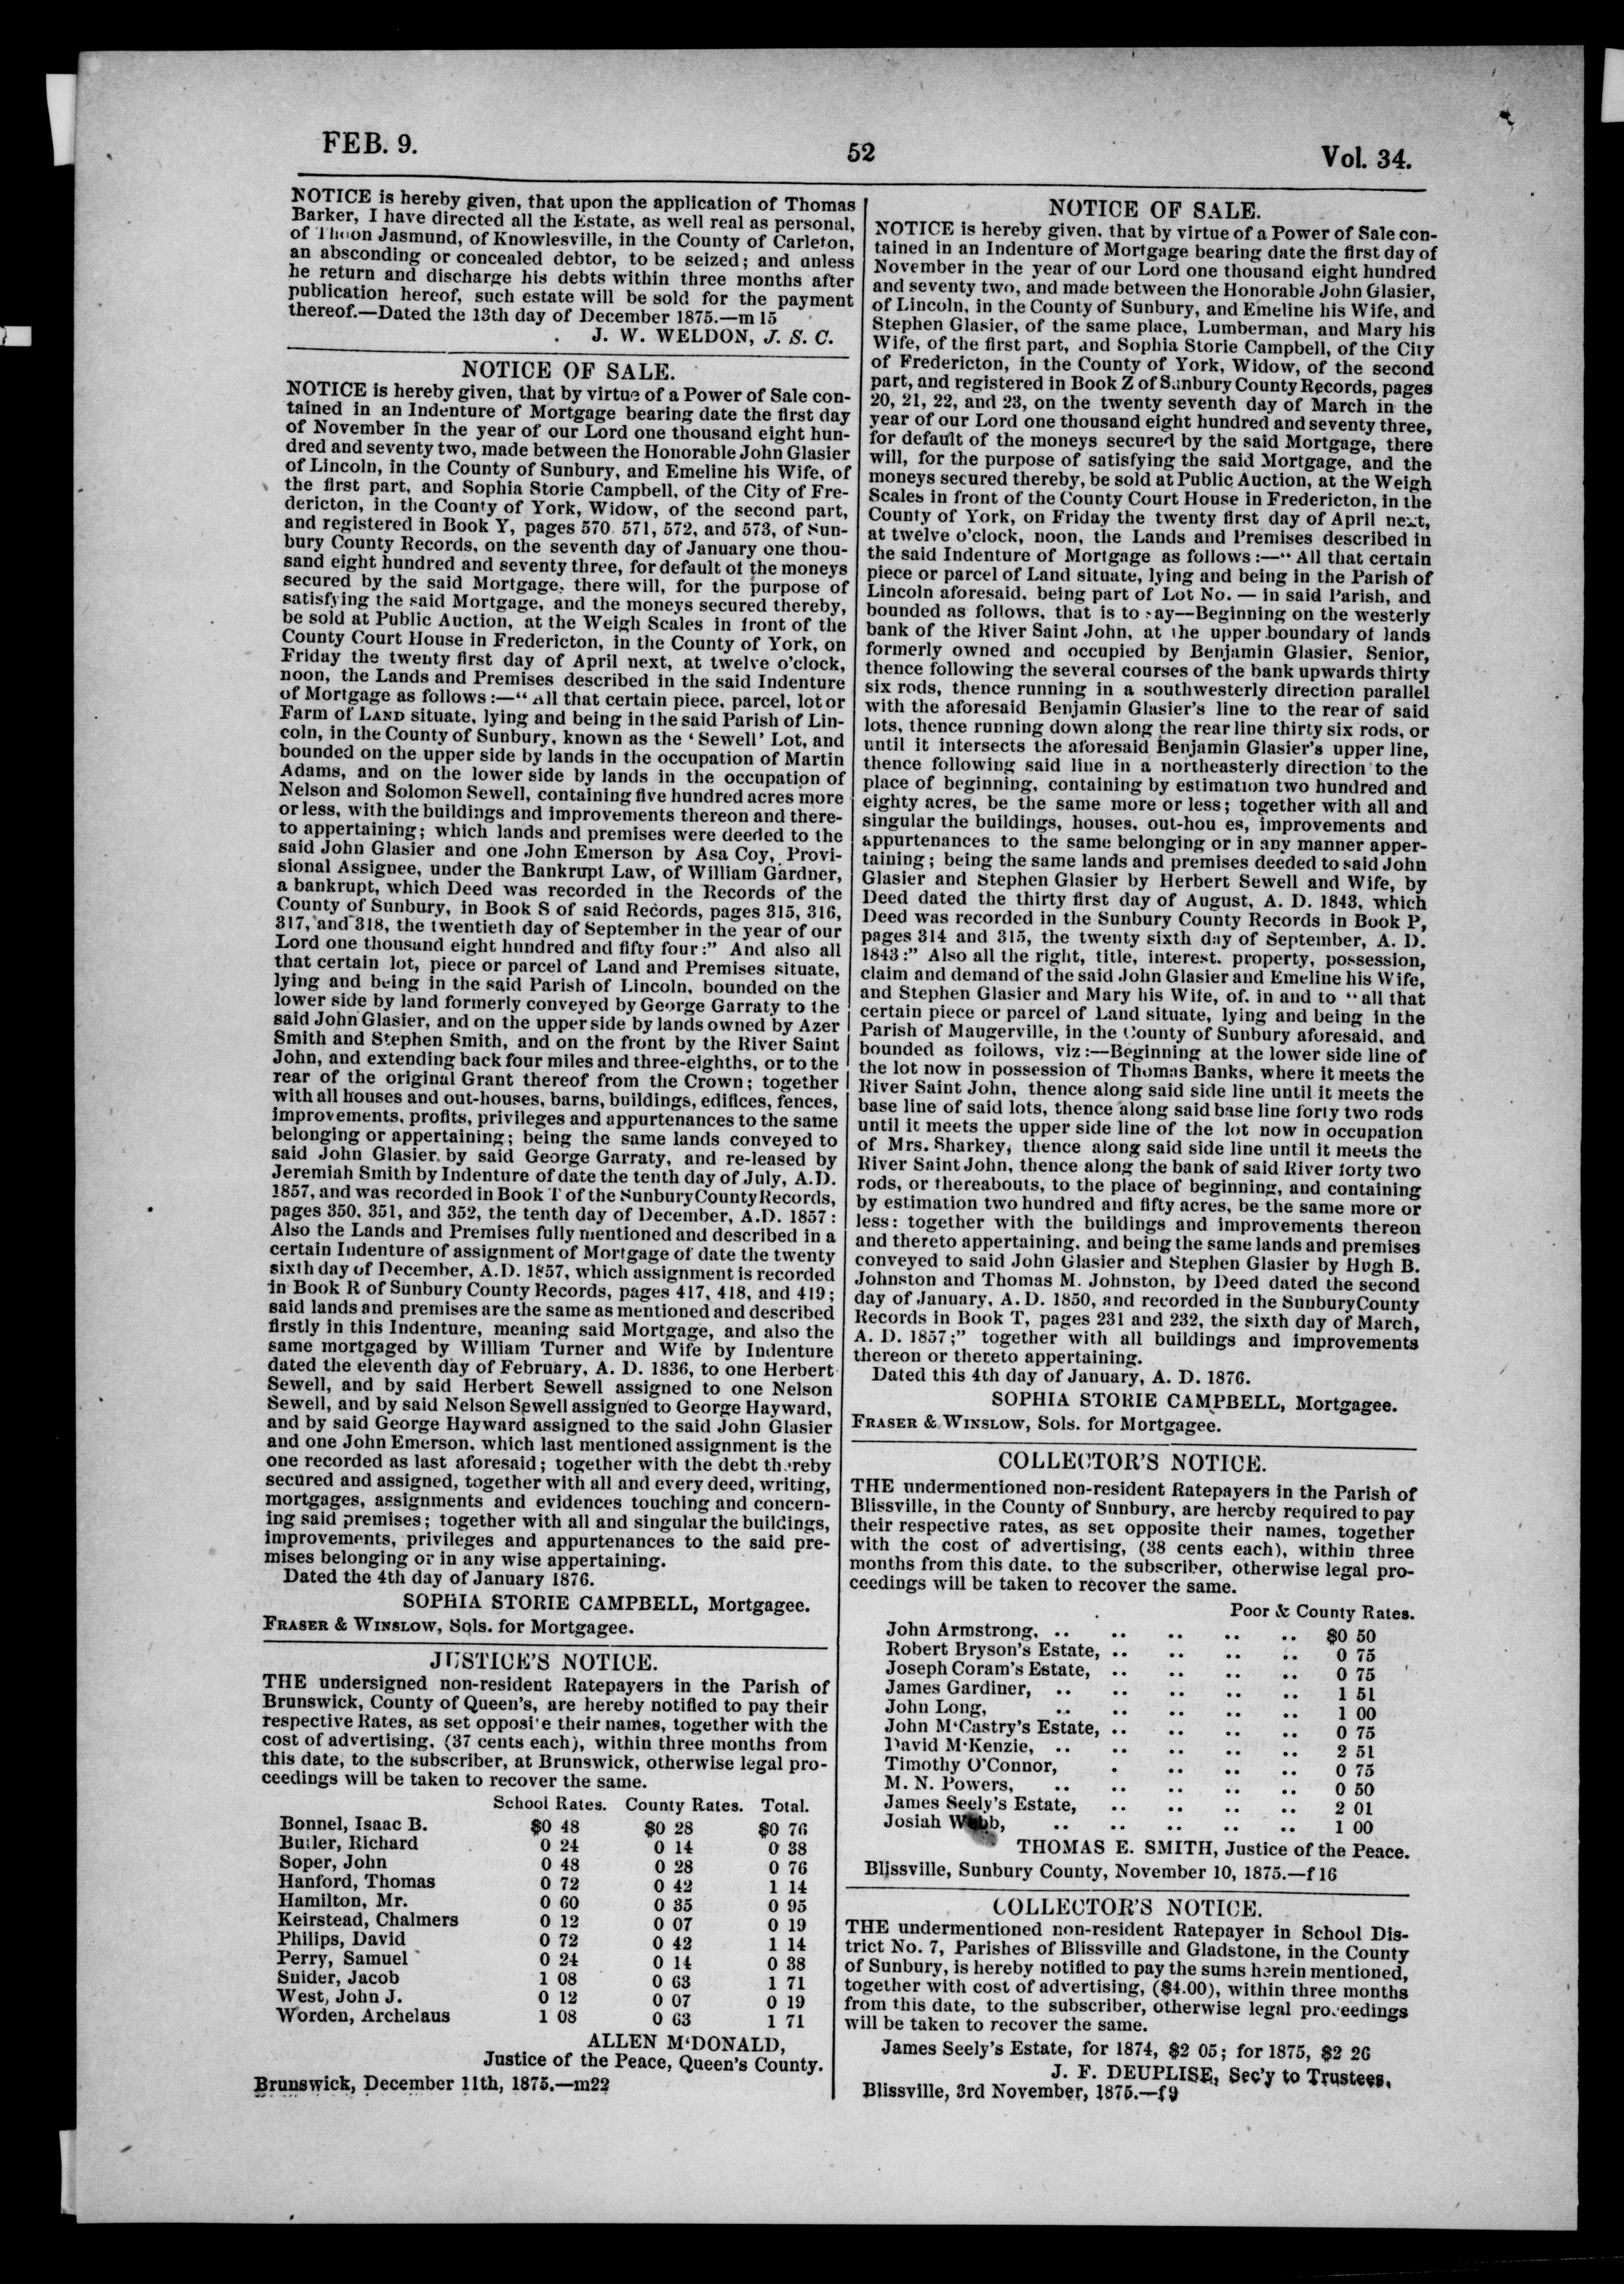 FEB. 9.
52
Vol. 34.
NOTICE is hereby given, that upon the application of Thomas
Barker, I have directed all the Estate, as well real as personal,
of Jasmund, of Knowlesville, in the County of Carleton,
an absconding or concealed debtor, to be seized; and unless
he return and discharge his debts within three months after
publication hereof, such estate will be sold for the payment
thereof.—Dated the 13th day of December 1875.—m 15
J. W. WELDON, J. S. C.
NOTICE OF SALE.
NOTICE is hereby given, that by virtue of a Power of Sale con-
tained in an Indenture of Mortgage bearing date the first day
of November in the year of our Lord one thousand eight hun-
dred and seventy two, made between the Honorable John Glasier
of Lincoln, in the County of Sunbury, and Emeline his Wife, of
the first part, and Sophia Storie Campbell, of the City of Fre-
dericton, in the County of York, Widow, of the second part,
and registered in Book Y, pages 570. 571, 572, and 573, of Sun-
bury County Records, on the seventh day of January one thou-
sand eight hundred and seventy three, for default of the moneys
secured by the said Mortgage, there will, for the purpose of
satisfying the said Mortgage, and the moneys secured thereby,
be sold at Public Auction, at the Weigh Scales in front of the
County Court House in Fredericton, in the County of York, on
Friday the twenty first day of April next, at twelve o'clock,
noon, the Lands and Premises described in the said Indenture
of Mortgage as follows:—"All that certain piece, parcel, lot or
Farm of LAND situate, lying and being in the said Parish of Lin-
coln, in the County of Sunbury, known as the 'Sewell' Lot, and
bounded on the upper side by lands in the occupation of Martin
Adams, and on the lower side by lands in the occupation of
Nelson and Solomon Sewell, containing five hundred acres more
or less, with the buildings and improvements thereon and there-
to appertaining; which lands and premises were deeded to the
said John Glasier and one John Emerson by Asa Coy, Provi-
sional Assignee, under the Bankrupt Law, of William Gardner,
a bankrupt, which Deed was recorded in the Records of the
County of Sunbury, in Book S of said Records, pages 315, 316,
317, and 318, the twentieth day of September in the year of our
Lord one thousand eight hundred and fifty four:" And also all
that certain lot, piece or parcel of Land and Premises situate,
lying and being in the said Parish of Lincoln, bounded on the
lower side by land formerly conveyed by George Garraty to the
said John Glasier, and on the upper side by lands owned by Azer
Smith and Stephen Smith, and on the front by the River Saint
John, and extending back four miles and three-eighths, or to the
rear of the original Grant thereof from the Crown; together
with all houses and out-houses, barns, buildings, edifices, fences,
improvements, profits, privileges and appurtenances to the same
belonging or appertaining; being the same lands conveyed to
said John Glasier, by said George Garraty, and re-leased by
Jeremiah Smith by Indenture of date the tenth day of July, A.D.
1857, and was recorded in Book T of the Sunbury County Records,
pages 350. 351, and 352, the tenth day of December, A.D. 1857:
Also the Lands and Premises fully mentioned and described in a
certain Indenture of assignment of Mortgage of date the twenty
sixth day of December, A.D. 1857, which assignment is recorded
in Book R of Sunbury County Records, pages 417, 418, and 419;
said lands and premises are the same as mentioned and described
firstly in this Indenture, meaning said Mortgage, and also the
same mortgaged by William Turner and Wife by Indenture
dated the eleventh day of February, A. D. 1836, to one Herbert
Sewell, and by said Herbert Sewell assigned to one Nelson
Sewell, and by said Nelson Sewell assigned to George Hayward,
and by said George Hayward assigned to the said John Glasier
and one John Emerson, which last mentioned assignment is the
one recorded as last aforesaid; together with the debt thereby
secured and assigned, together with all and every deed, writing,
mortgages, assignments and evidences touching and concern-
ing said premises; together with all and singular the buildings,
improvements, privileges and appurtenances to the said pre-
mises belonging or in any wise appertaining.
Dated the 4th day of January 1876.
SOPHIA STORIE CAMPBELL, Mortgagee.
FRASER & WINSLOW, Sols. for Mortgagee.
JUSTICE'S NOTICE.
THE undersigned non-resident Ratepayers in the Parish of
Brunswick, County of Queen's, are hereby notified to pay their
respective Rates, as set opposite their names, together with the
cost of advertising, (37 cents each), within three months from
this date, to the subscriber, at Brunswick, otherwise legal pro-
ceedings will be taken to recover the same.
School Rates. County Rates. Total.
Bonnel, Isaac B. $0 48 $0 28 $0 76
Butler, Richard 0 24 0 14 0 38
Soper, John 0 48 0 28 0 76
Hanford, Thomas 0 72 0 42 1 14
Hamilton, Mr. 0 60 0 35 0 95
Keirstead, Chalmers 0 12 0 07 0 19
Philips, David 0 72 0 42 1 14
Perry, Samuel 0 24 0 14 0 38
Snider, Jacob 1 08 0 63 1 71
West, John J. 0 12 0 07 0 19
Worden, Archelaus 1 08 0 63 1 71
ALLEN M'DONALD,
Justice of the Peace, Queen's County.
Brunswick, December 11th, 1875.—m22
NOTICE OF SALE.
NOTICE is hereby given, that by virtue of a Power of Sale con-
tained in an Indenture of Mortgage bearing date the first day of
November in the year of our Lord one thousand eight hundred
and seventy two, and made between the Honorable John Glasier,
of Lincoln, in the County of Sunbury, and Emeline his Wife, and
Stephen Glasier, of the same place, Lumberman, and Mary his
Wife, of the first part, and Sophia Storie Campbell, of the City
of Fredericton, in the County of York, Widow, of the second
part, and registered in Book Z of Sunbury County Records, pages
20, 21, 22, and 23, on the twenty seventh day of March in the
year of our Lord one thousand eight hundred and seventy three,
for default of the moneys secured by the said Mortgage, there
will, for the purpose of satisfying the said Mortgage, and the
moneys secured thereby, be sold at Public Auction, at the Weigh
Scales in front of the County Court House in Fredericton, in the
County of York, on Friday the twenty first day of April next,
at twelve o'clock, noon, the Lands and Premises described in
the said Indenture of Mortgage as follows:—"All that certain
piece or parcel of Land situate, lying and being in the Parish of
Lincoln aforesaid, being part of Lot No. — in said Parish, and
bounded as follows, that is to say—Beginning on the westerly
bank of the River Saint John, at the upper boundary of lands
formerly owned and occupied by Benjamin Glasier, Senior,
thence following the several courses of the bank upwards thirty
six rods, thence running in a southwesterly direction parallel
with the aforesaid Benjamin Glasier's line to the rear of said
lots, thence running down along the rear line thirty six rods, or
until it intersects the aforesaid Benjamin Glasier's upper line,
thence following said line in a northeasterly direction to the
place of beginning, containing by estimation two hundred and
eighty acres, be the same more or less; together with all and
singular the buildings, houses, out-hou es, improvements and
appurtenances to the same belonging or in any manner apper-
taining; being the same lands and premises deeded to said John
Glasier and Stephen Glasier by Herbert Sewell and Wife, by
Deed dated the thirty first day of August, A. D. 1843, which
Deed was recorded in the Sunbury County Records in Book P,
pages 314 and 315, the twenty sixth day of September, A. D.
1843:" Also all the right, title, interest, property, possession,
claim and demand of the said John Glasier and Emeline his Wife,
and Stephen Glasier and Mary his Wife, of, in and to "all that
certain piece or parcel of Land situate, lying and being in the
Parish of Maugerville, in the County of Sunbury aforesaid, and
bounded as follows, viz:—Beginning at the lower side line of
the lot now in possession of Thomas Banks, where it meets the
River Saint John, thence along said side line until it meets the
base line of said lots, thence along said base line forty two rods
until it meets the upper side line of the lot now in occupation
of Mrs. Sharkey, thence along said side line until it meets the
River Saint John, thence along the bank of said River forty two
rods, or thereabouts, to the place of beginning, and containing
by estimation two hundred and fifty acres, be the same more or
less: together with the buildings and improvements thereon
and thereto appertaining, and being the same lands and premises
conveyed to said John Glasier and Stephen Glasier by Hugh B.
Johnston and Thomas M. Johnston, by Deed dated the second
day of January, A. D. 1850, and recorded in the Sunbury County
Records in Book T, pages 231 and 232, the sixth day of March,
A. D. 1857;" together with all buildings and improvements
thereon or thereto appertaining.
Dated this 4th day of January, A. D. 1876.
SOPHIA STORIE CAMPBELL, Mortgagee.
FRASER & WINSLOW, Sols. for Mortgagee.
COLLECTOR'S NOTICE.
THE undermentioned non-resident Ratepayers in the Parish of
Blissville, in the County of Sunbury, are hereby required to pay
their respective rates, as set opposite their names, together
with the cost of advertising, (38 cents each), within three
months from this date, to the subscriber, otherwise legal pro-
ceedings will be taken to recover the same.
Poor & County Rates.
John Armstrong, .. .. .. .. .. $0 50
Robert Bryson's Estate, .. .. .. .. 0 75
Joseph Coram's Estate, .. .. .. .. 0 75
James Gardiner, .. .. .. .. .. 1 51
John Long, .. .. .. .. .. 1 00
John M'Castry's Estate, .. .. .. .. 0 75
David M'Kenzie, .. .. .. .. .. 2 51
Timothy O'Connor, . .. .. .. 0 75
M. N. Powers, .. .. .. .. .. 0 50
James Seely's Estate, .. .. .. .. 2 01
Josiah Webb, .. .. .. .. .. 1 00
THOMAS E. SMITH, Justice of the Peace.
Blissville, Sunbury County, November 10, 1875.—f 16
COLLECTOR'S NOTICE.
THE undermentioned non-resident Ratepayer in School Dis-
trict No. 7, Parishes of Blissville and Gladstone, in the County
of Sunbury, is hereby notified to pay the sums herein mentioned,
together with cost of advertising, ($4.00), within three months
from this date, to the subscriber, otherwise legal proceedings
will be taken to recover the same.
James Seely's Estate, for 1874, $2 05; for 1875, $2 26
J. F. DEUPLISE, Sec'y to Trustees.
Blissville, 3rd November, 1875.—f9